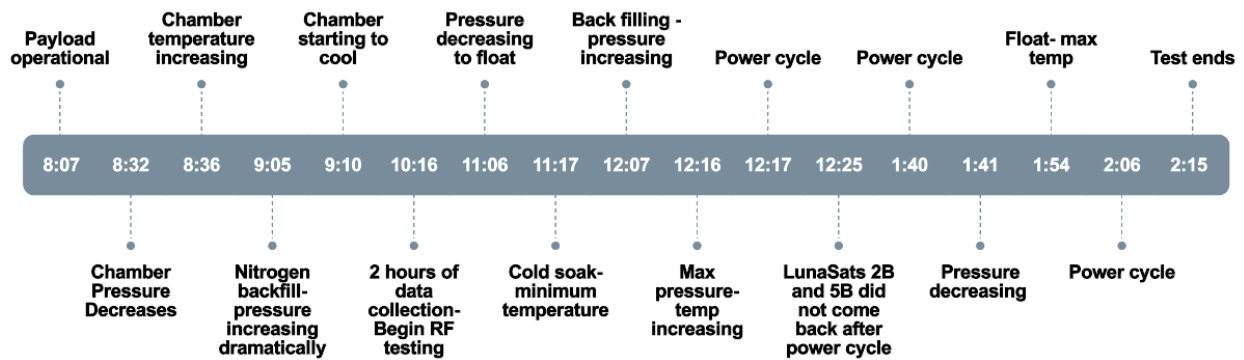 Payload
operational
Chamber
temperature
increasing
Chamber
starting to
cool
Pressure
decreasing
to float
Back filling -
pressure
increasing
Power cycle
Power cycle
Float- max
temp
Test ends
8:07
8:32
8:36
9:05
9:10
10:16
11:06
11:17
12:07
12:16
12:17
12:25
1:40
1:41
1:54
2:06
2:15
Chamber
Pressure
Decreases
Nitrogen
backfill-
pressure
increasing
dramatically
2 hours of
data
collection-
Begin RF
testing
Cold soak-
minimum
temperature
Max
pressure-
temp
increasing
LunaSats 2B
and 5B did
not come
back after
power cycle
Pressure
decreasing
Power cycle